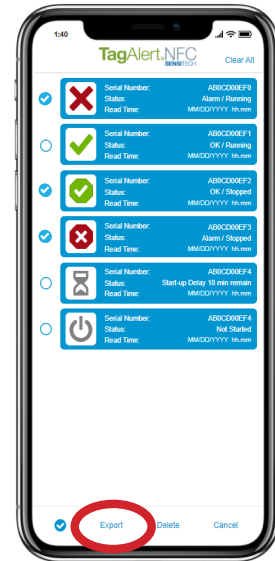 1:40
TagAlert.NFC
SENSITECH
Clear All
Serial Number: AB0CD00EF0
Status: Alarm / Running
Read Time: MM/DD/YYYY hh.mm
Serial Number: AB0CD00EF1
Status: OK / Running
Read Time: MM/DD/YYYY hh.mm
Serial Number: AB0CD00EF2
Status: OK / Stopped
Read Time: MM/DD/YYYY hh.mm
Serial Number: AB0CD00EF3
Status: Alarm / Stopped
Read Time: MM/DD/YYYY hh.mm
Serial Number: AB0CD00EF4
Status: Start-up Delay 18 min remain
Read Time: MM/DD/YYYY hh.mm
Serial Number: AB0CD00EF4
Status: Not Started
Read Time: MM/DD/YYYY hh.mm
Export Delete Cancel